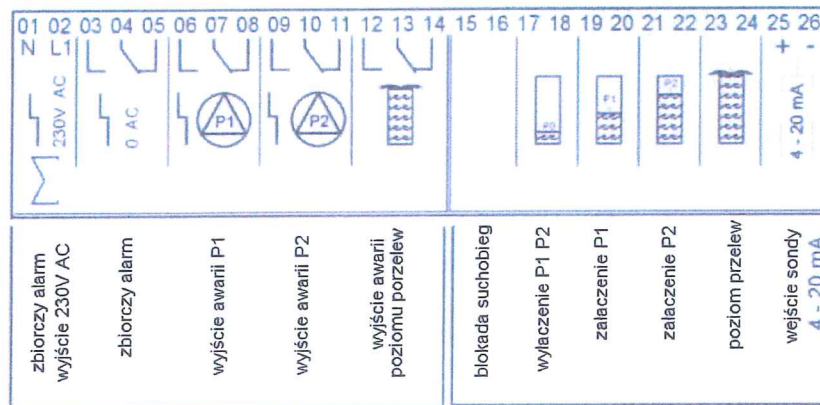 01 02 03 04 05 06 07 08 09 10 11 12 13 14 15 16 17 18 19 20 21 22 23 24 25 26
N L1 + -
230V AC
0 AC
P1
P2
P0
P1
P2
4 - 20 mA
zbiorczy alarm
wyjście 230V AC
zbiorczy alarm
wyjście awarii P1
wyjście awarii P2
wyjście awarii
poziomu porzelew
blokada suchobieg
wylaczenie P1 P2
zalaczenie P1
zalaczenie P2
poziom przelew
wejście sondy
4 - 20 mA